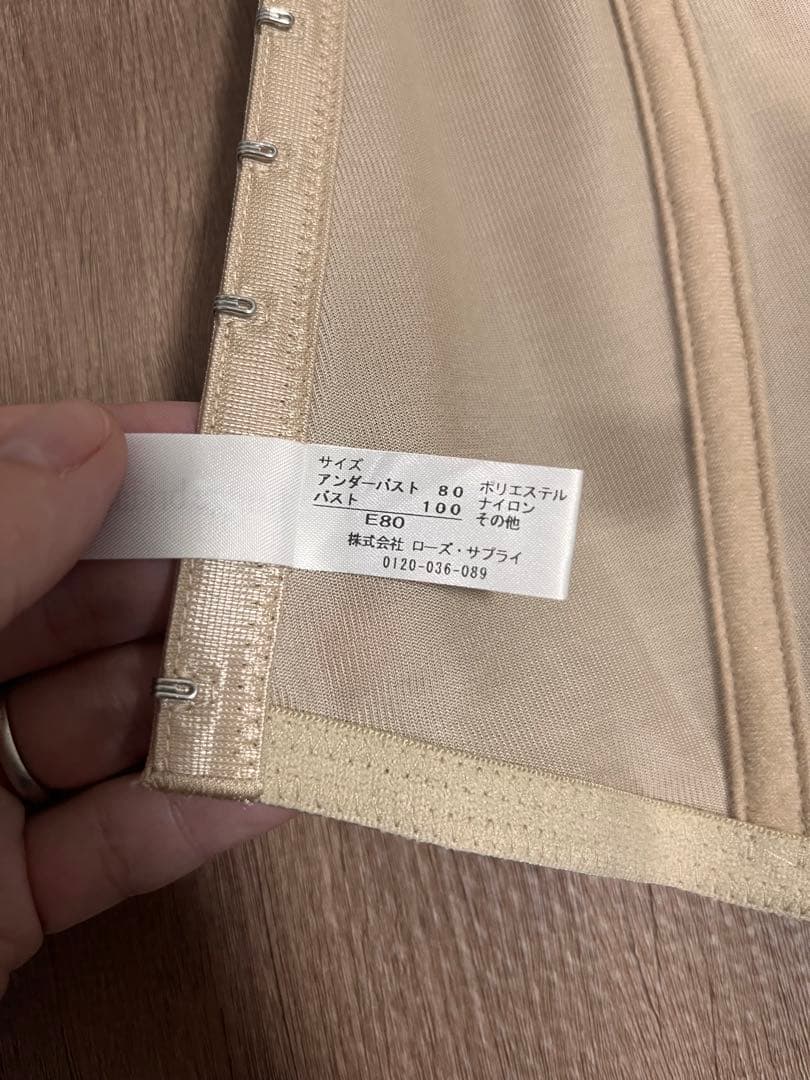 サイズ
アンダーバスト 80 ポリエステル
バスト 100 ナイロン
E80 その他
株式会社 ローズ・サプライ
0120-036-089